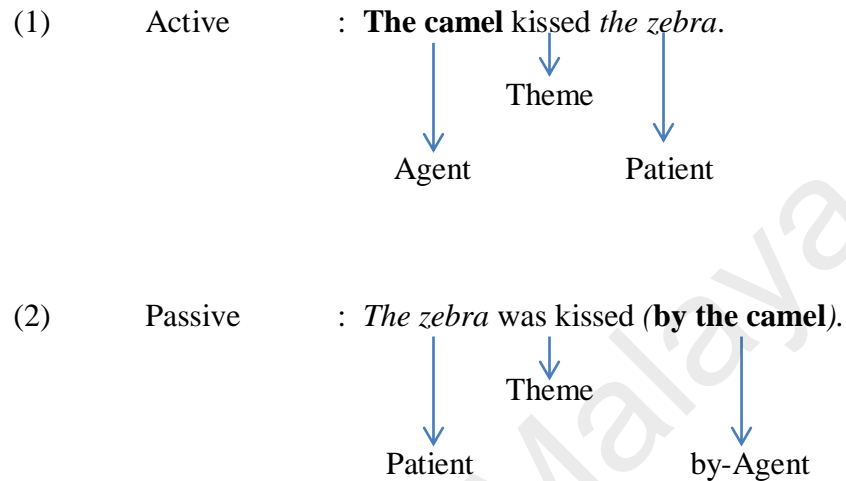 (1) Active : The camel kissed the zebra.
Theme
Agent Patient
(2) Passive : The zebra was kissed (by the camel).
Theme
Patient by-Agent
Malaya